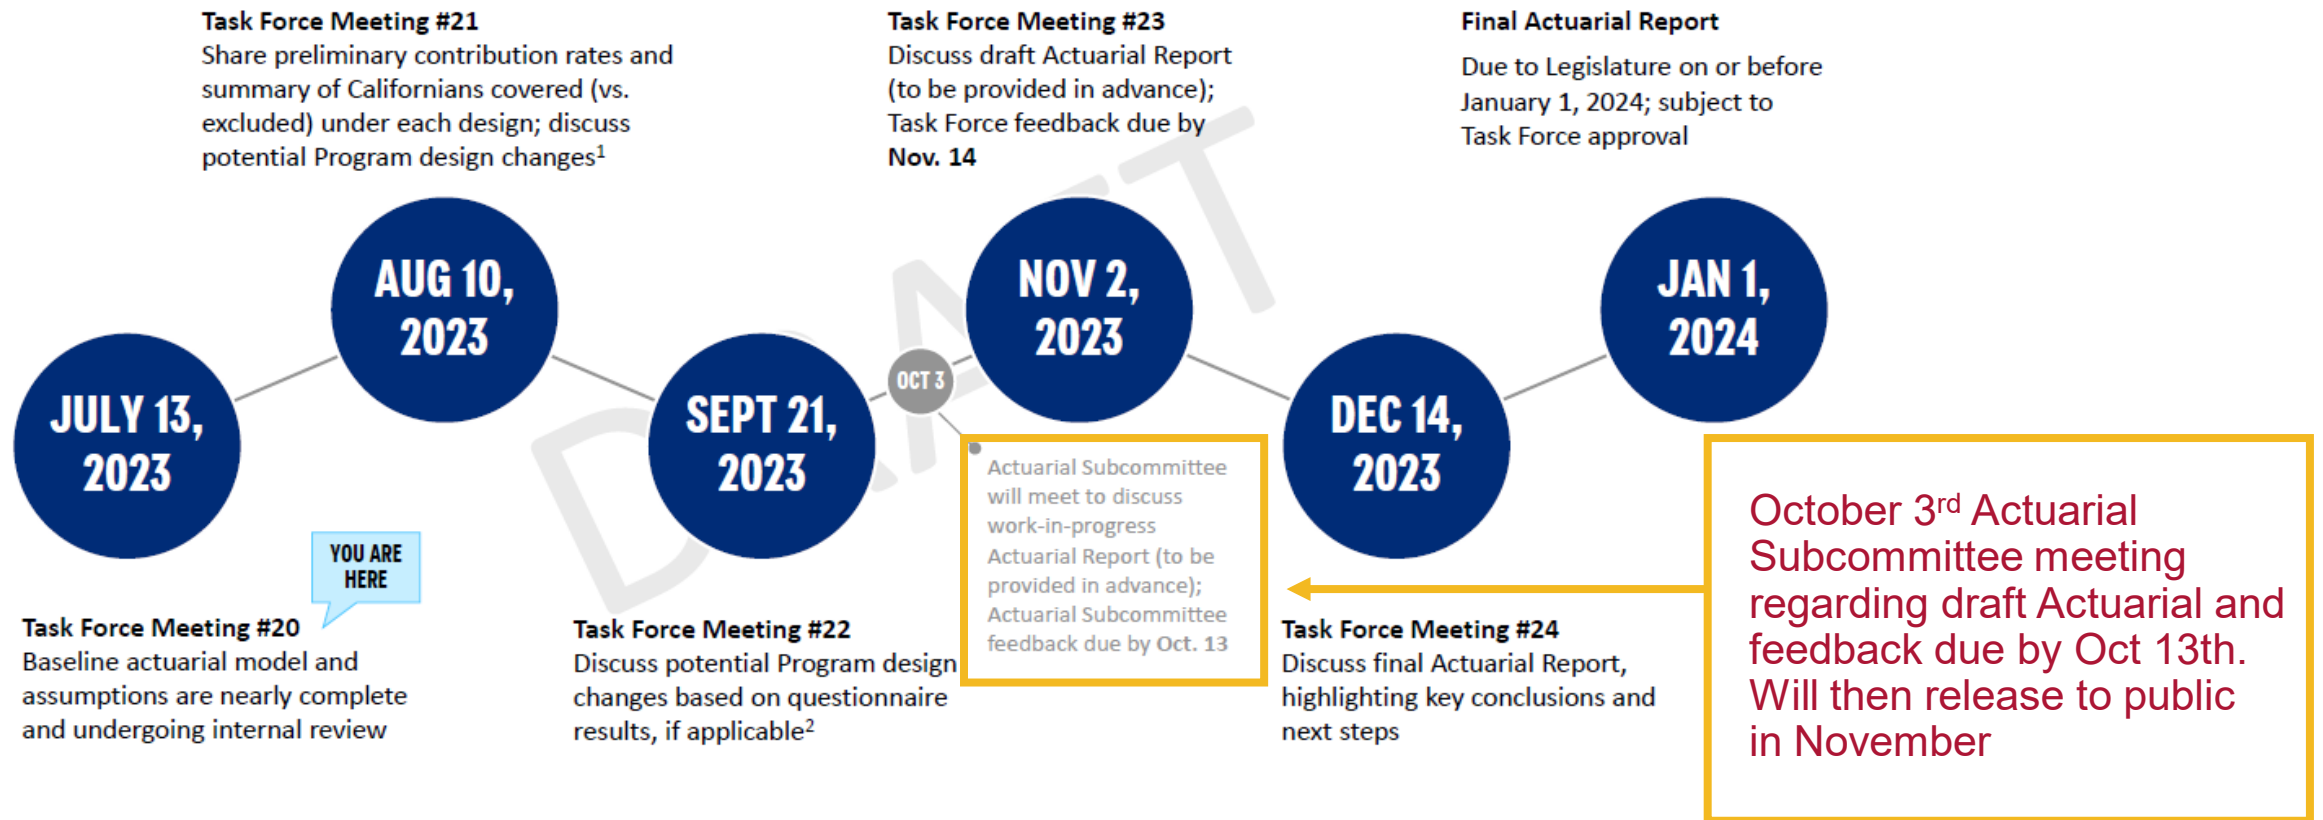 Task Force Meeting #21
Share preliminary contribution rates and
summary of Californians covered (vs.
excluded) under each design; discuss
potential Program design changes¹
Task Force Meeting #23
Discuss draft Actuarial Report
(to be provided in advance);
Task Force feedback due by
Nov. 14
Final Actuarial Report
Due to Legislature on or before
January 1, 2024; subject to
Task Force approval
DRAFT
JULY 13,
2023
AUG 10,
2023
SEPT 21,
2023
OCT 3
NOV 2,
2023
DEC 14,
2023
JAN 1,
2024
YOU ARE
HERE
Task Force Meeting #20
Baseline actuarial model and
assumptions are nearly complete
and undergoing internal review
Task Force Meeting #22
Discuss potential Program design
changes based on questionnaire
results, if applicable²
Actuarial Subcommittee
will meet to discuss
work-in-progress
Actuarial Report (to be
provided in advance);
Actuarial Subcommittee
feedback due by Oct. 13
Task Force Meeting #24
Discuss final Actuarial Report,
highlighting key conclusions and
next steps
October 3rd Actuarial
Subcommittee meeting
regarding draft Actuarial and
feedback due by Oct 13th.
Will then release to public
in November